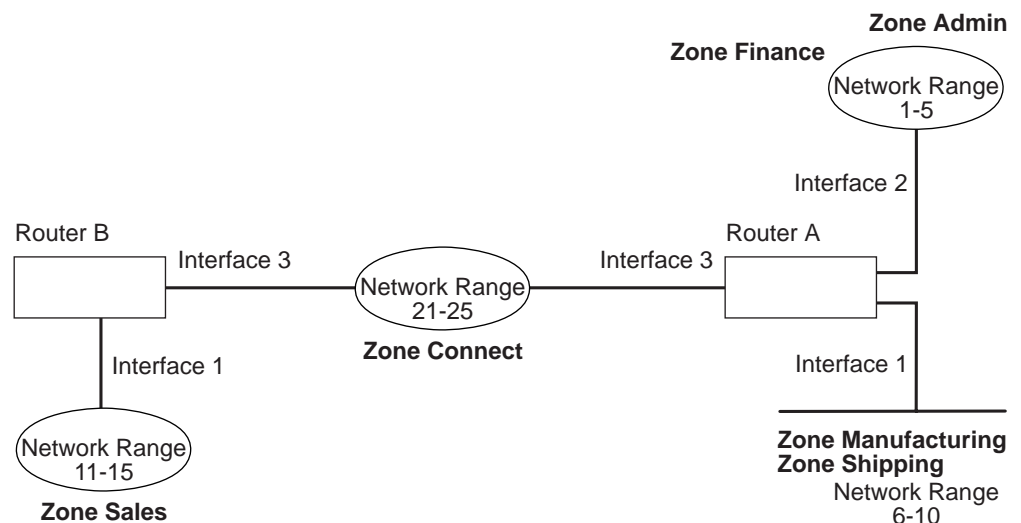 Zone Admin
Zone Finance
Network Range
1-5
Interface 2
Router B
Router A
Interface 3
Interface 3
Network Range
21-25
Zone Connect
Interface 1
Interface 1
Network Range
11-15
Zone Sales
Zone Manufacturing
Zone Shipping
Network Range
6-10